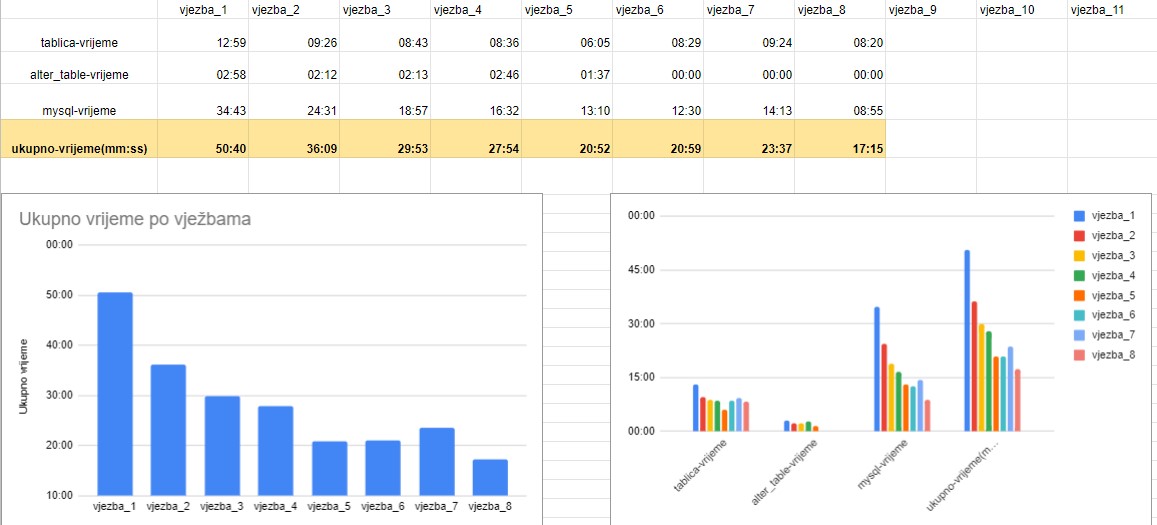 vjezba_1 vjezba_2 vjezba_3 vjezba_4 vjezba_5 vjezba_6 vjezba_7 vjezba_8 vjezba_9 vjezba_10 vjezba_11
tablica-vrijeme 12:59 09:26 08:43 08:36 06:05 08:29 09:24 08:20
alter_table-vrijeme 02:58 02:12 02:13 02:46 01:37 00:00 00:00 00:00
mysql-vrijeme 34:43 24:31 18:57 16:32 13:10 12:30 14:13 08:55
ukupno-vrijeme(mm:ss) 50:40 36:09 29:53 27:54 20:52 20:59 23:37 17:15
Ukupno vrijeme po vježbama
Ukupno vrijeme
00:00
50:00
40:00
30:00
20:00
10:00
vjezba_1 vjezba_2 vjezba_3 vjezba_4 vjezba_5 vjezba_6 vjezba_7 vjezba_8
00:00
45:00
30:00
15:00
00:00
tablica-vrijeme
alter_table-vrijeme
mysql-vrijeme
ukupno-vrijeme(m...
vjezba_1
vjezba_2
vjezba_3
vjezba_4
vjezba_5
vjezba_6
vjezba_7
vjezba_8